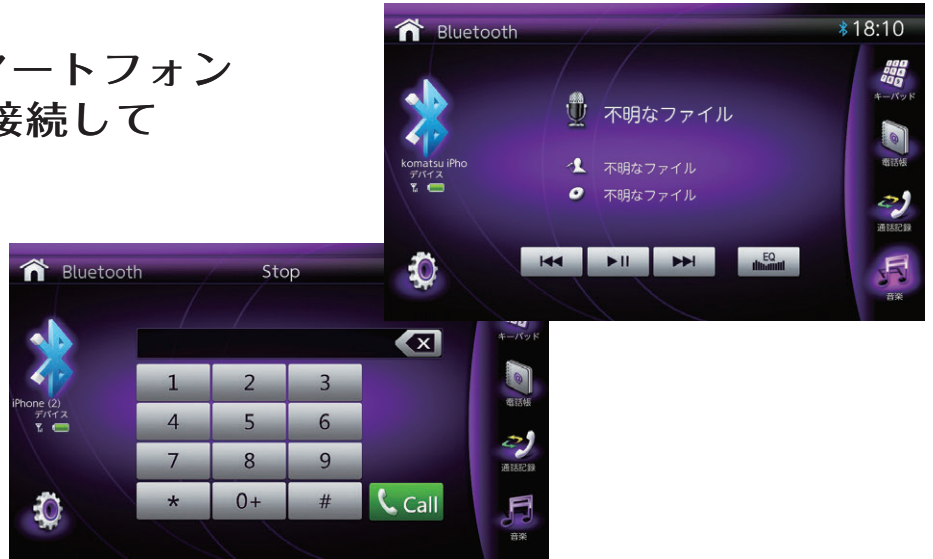 アートフォン
接続して
Bluetooth
18:10
komatsu iPho
デバイス
不明なファイル
不明なファイル
不明なファイル
EQ
キーパッド
電話帳
通話記録
音楽
Bluetooth
Stop
iPhone (2)
デバイス
1 2 3
4 5 6
7 8 9
* 0+ #
Call
キーパッド
電話帳
通話記録
音楽